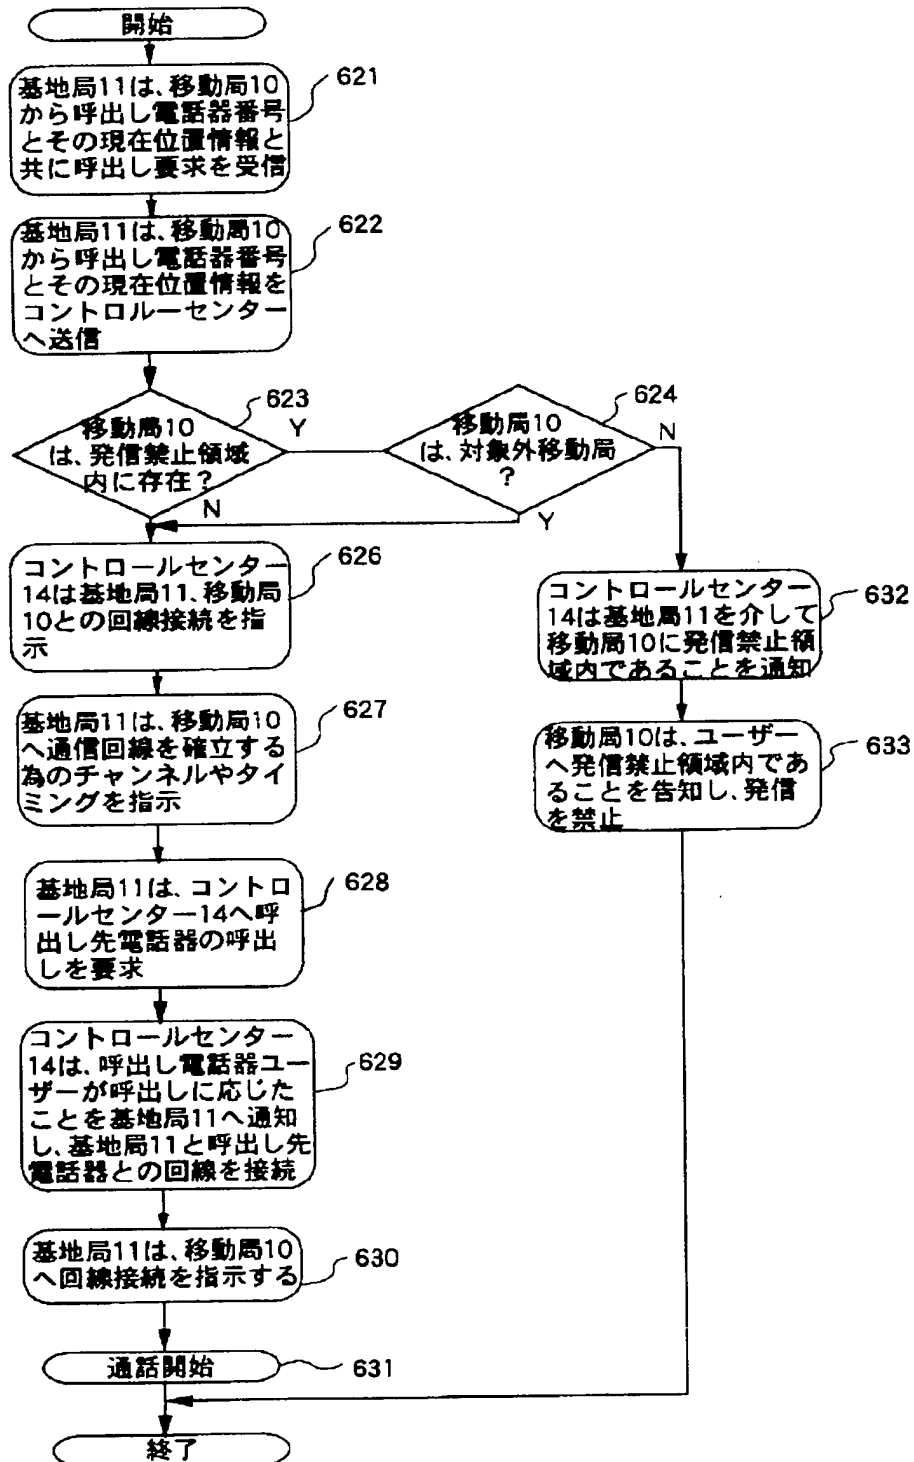 開始
基地局11は、移動局10
から呼出し電話器番号
とその現在位置情報と
共に呼出し要求を受信
621
基地局11は、移動局10
から呼出し電話器番号
とその現在位置情報を
コントロルーセンター
へ送信
622
移動局10
は、発信禁止領域
内に存在？
623
Y
N
移動局10
は、対象外移動局
？
624
N
Y
コントロールセンター
14は基地局11、移動局
10との回線接続を指
示
626
基地局11は、移動局10
へ通信回線を確立する
為のチャンネルやタイ
ミングを指示
627
基地局11は、コントロ
ールセンター14へ呼
出し先電話器の呼出
しを要求
628
コントロールセンター
14は、呼出し電話器ユー
ザーが呼出しに応じた
ことを基地局11へ通知
し、基地局11と呼出し先
電話器との回線を接続
629
基地局11は、移動局10
へ回線接続を指示する
630
通話開始
631
コントロールセンター
14は基地局11を介して
移動局10に発信禁止領
域内であることを通知
632
移動局10は、ユーザー
へ発信禁止領域内であ
ることを告知し、発信
を禁止
633
終了